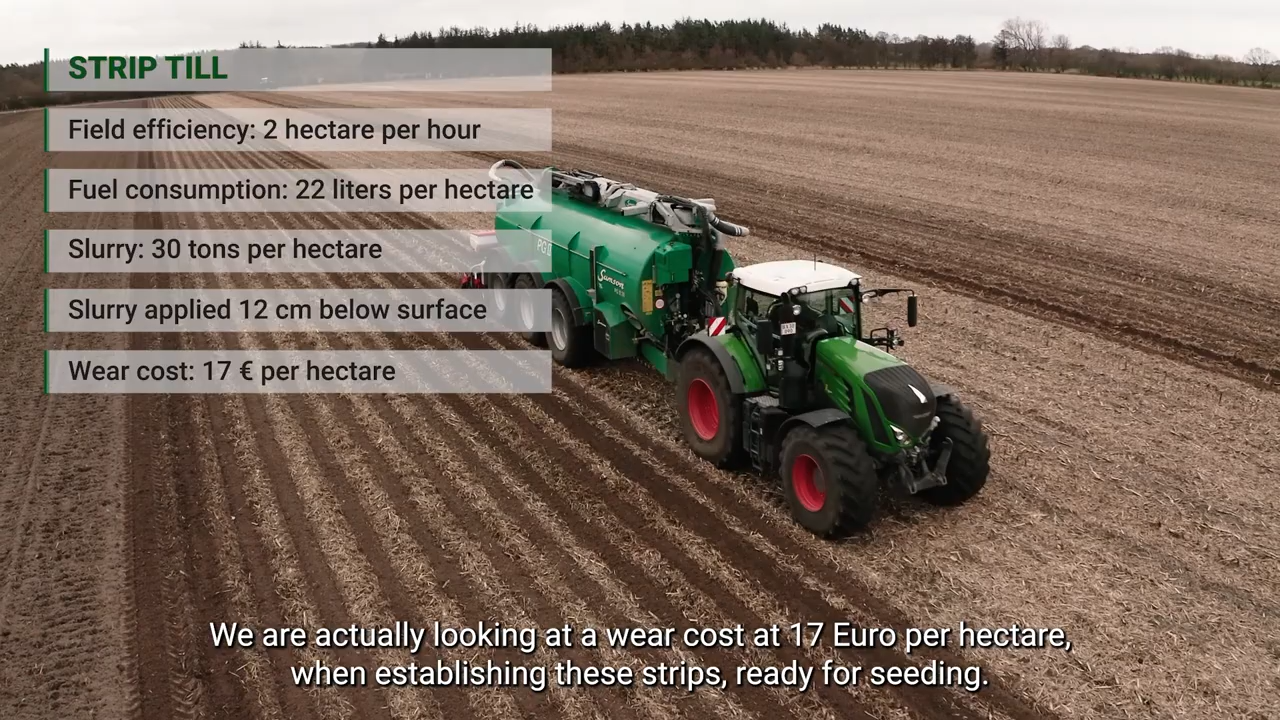 STRIP TILL
Field efficiency: 2 hectare per hour
Fuel consumption: 22 liters per hectare
Slurry: 30 tons per hectare
Slurry applied 12 cm below surface
Wear cost: 17 € per hectare
PG II
Samson
We are actually looking at a wear cost at 17 Euro per hectare,
when establishing these strips, ready for seeding.